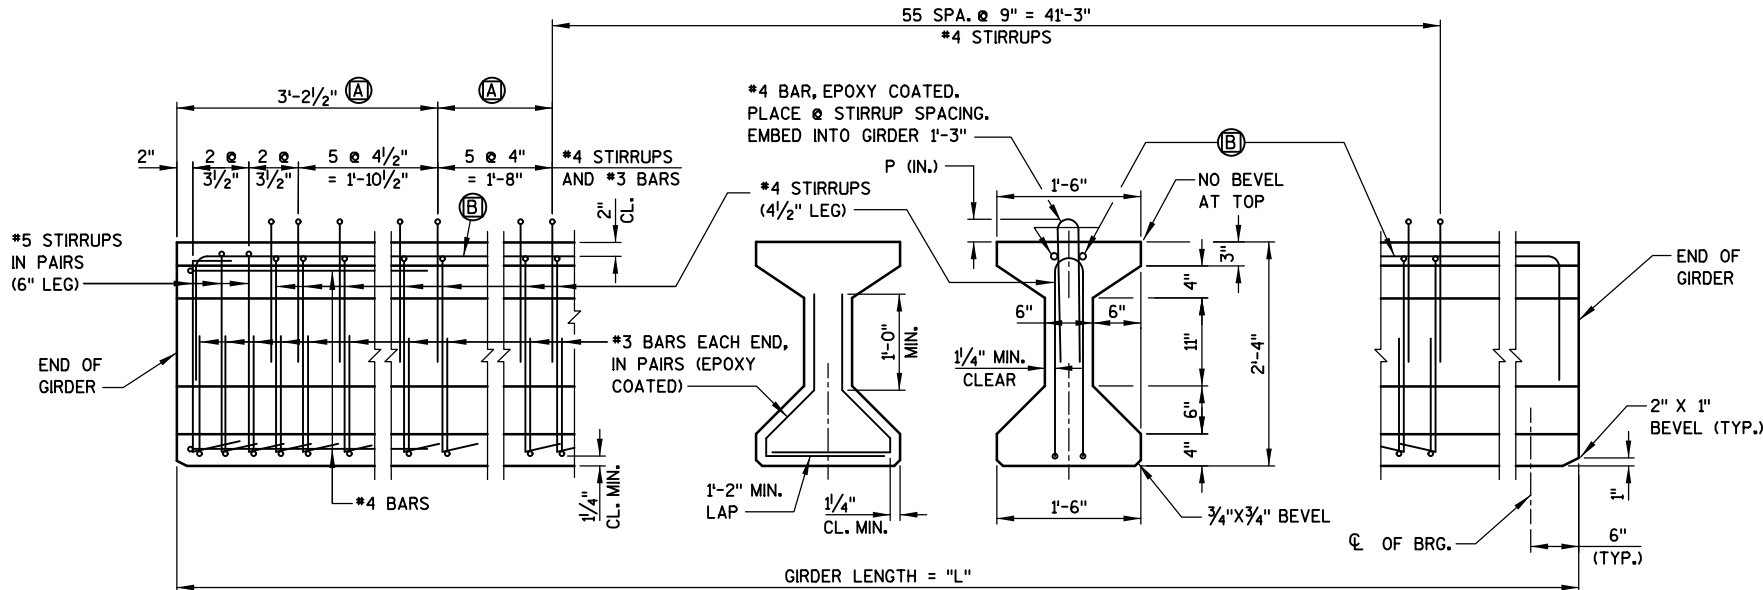 55 SPA. @ 9" = 41'-3"
#4 STIRRUPS
3'-2½" A
A
2"
2 @
3½"
2 @
3½"
5 @ 4½"
= 1'-10½"
5 @ 4"
= 1'-8"
#4 STIRRUPS
AND #3 BARS
B
2"
CL.
#5 STIRRUPS
IN PAIRS
(6" LEG)
END OF
GIRDER
#4 BARS
1¼"
CL. MIN.
#4 BAR, EPOXY COATED.
PLACE @ STIRRUP SPACING.
EMBED INTO GIRDER 1'-3"
P (IN.)
#4 STIRRUPS
(4½" LEG)
#3 BARS EACH END,
IN PAIRS (EPOXY
COATED)
1'-0"
MIN.
1'-2" MIN.
LAP
1¼"
CL. MIN.
1'-6"
B
NO BEVEL
AT TOP
3"
4"
6"
6"
11"
2'-4"
1¼" MIN.
CLEAR
6"
4"
1'-6"
¾"X¾" BEVEL
END OF
GIRDER
2" X 1"
BEVEL (TYP.)
1"
℄ OF BRG.
6"
(TYP.)
GIRDER LENGTH = "L"